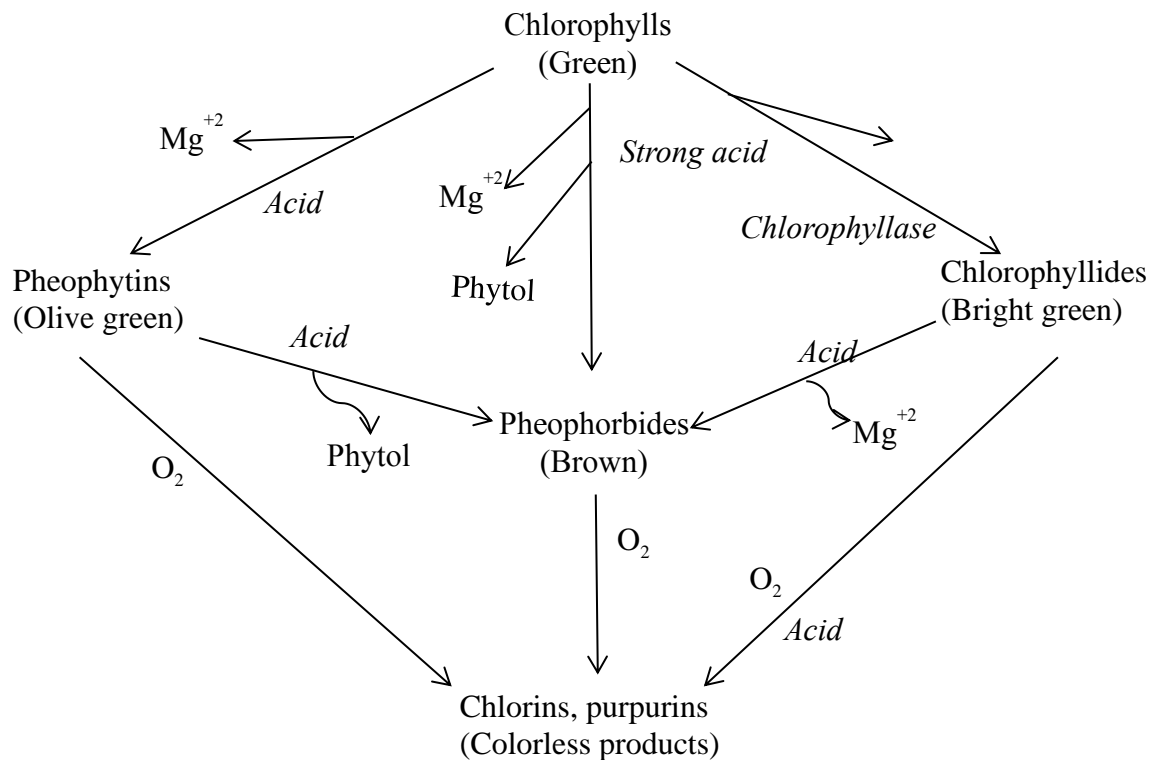 Chlorophylls
(Green)
Mg+2
Strong acid
Acid
Mg+2
Chlorophyllase
Phytol
Pheophytins
(Olive green)
Chlorophyllides
(Bright green)
Acid
Acid
Pheophorbides
(Brown)
Phytol
Mg+2
O2
O2
O2
Acid
Chlorins, purpurins
(Colorless products)